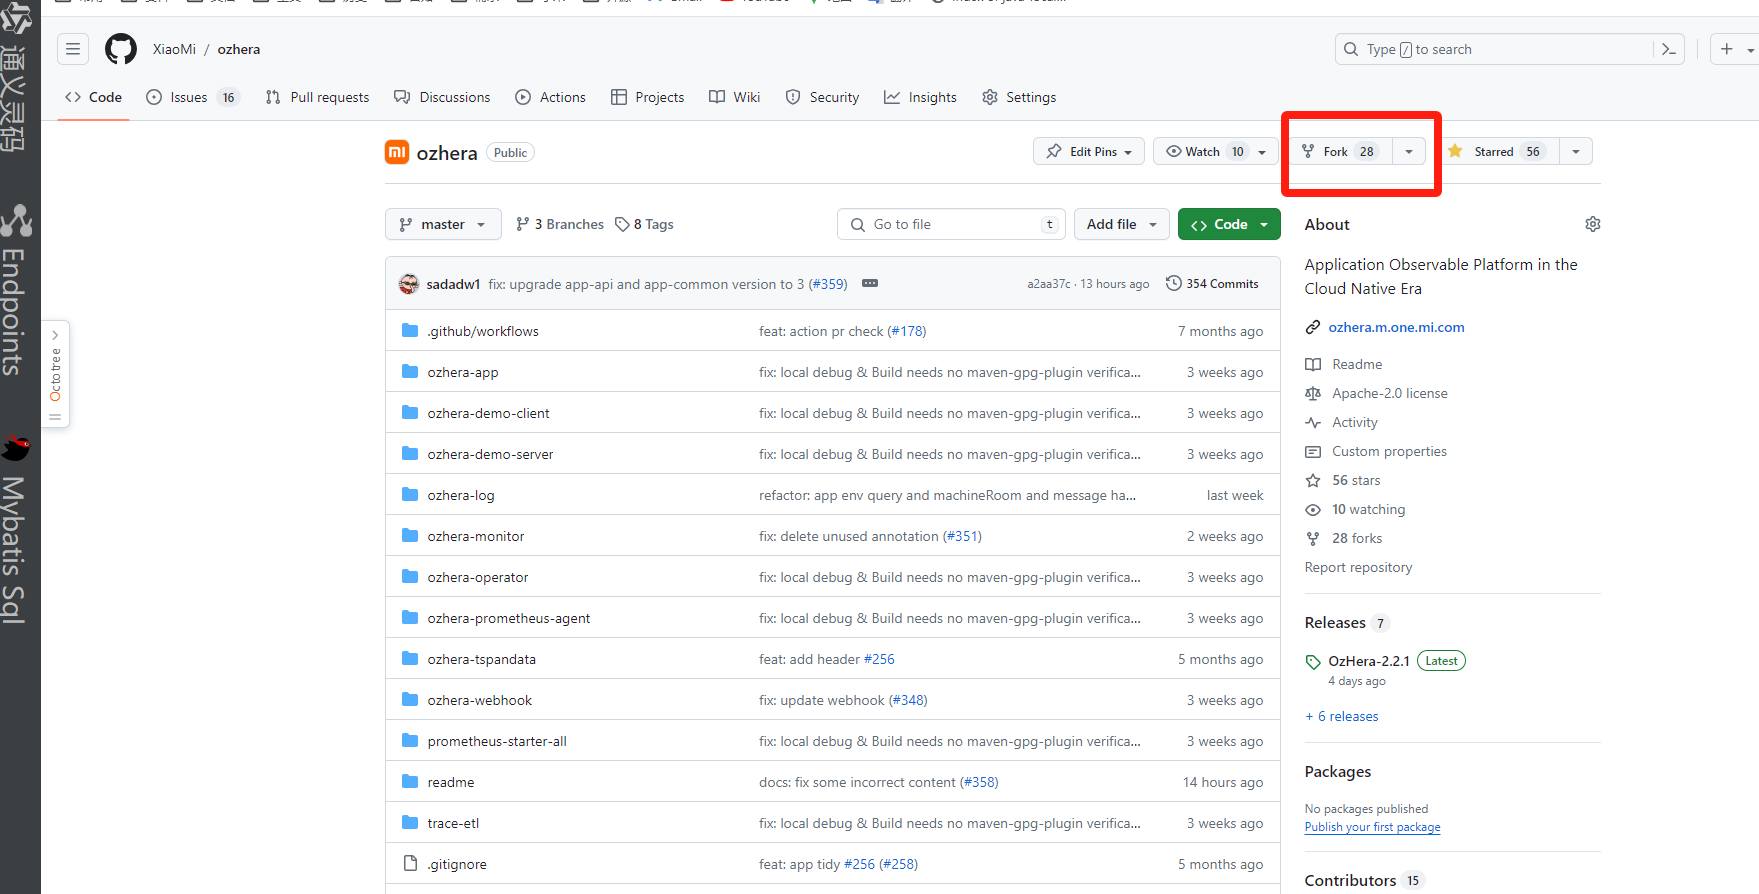 通义灵码
Endpoints
Mybatis Sql
Octotree
XiaoMi / ozhera
Type / to search
Code
Issues 16
Pull requests
Discussions
Actions
Projects
Wiki
Security
Insights
Settings
mi ozhera Public
Edit Pins
Watch 10
Fork 28
Starred 56
master
3 Branches
8 Tags
Go to file t
Add file
Code
sadadw1 fix: upgrade app-api and app-common version to 3 (#359) a2aa37c · 13 hours ago 354 Commits
.github/workflows feat: action pr check (#178) 7 months ago
ozhera-app fix: local debug & Build needs no maven-gpg-plugin verifica... 3 weeks ago
ozhera-demo-client fix: local debug & Build needs no maven-gpg-plugin verifica... 3 weeks ago
ozhera-demo-server fix: local debug & Build needs no maven-gpg-plugin verifica... 3 weeks ago
ozhera-log refactor: app env query and machineRoom and message ha... last week
ozhera-monitor fix: delete unused annotation (#351) 2 weeks ago
ozhera-operator fix: local debug & Build needs no maven-gpg-plugin verifica... 3 weeks ago
ozhera-prometheus-agent fix: local debug & Build needs no maven-gpg-plugin verifica... 3 weeks ago
ozhera-tspandata feat: add header #256 5 months ago
ozhera-webhook fix: update webhook (#348) 3 weeks ago
prometheus-starter-all fix: local debug & Build needs no maven-gpg-plugin verifica... 3 weeks ago
readme docs: fix some incorrect content (#358) 14 hours ago
trace-etl fix: local debug & Build needs no maven-gpg-plugin verifica... 3 weeks ago
.gitignore feat: app tidy #256 (#258) 5 months ago
About
Application Observable Platform in the
Cloud Native Era
ozhera.m.one.mi.com
Readme
Apache-2.0 license
Activity
Custom properties
56 stars
10 watching
28 forks
Report repository
Releases 7
OzHera-2.2.1 Latest
4 days ago
+ 6 releases
Packages
No packages published
Publish your first package
Contributors 15